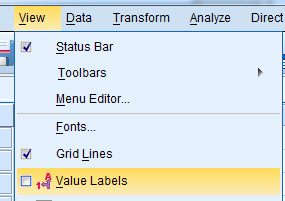 View Data Transform Analyze Direct
Status Bar
Toolbars
Menu Editor...
Fonts...
Grid Lines
Value Labels